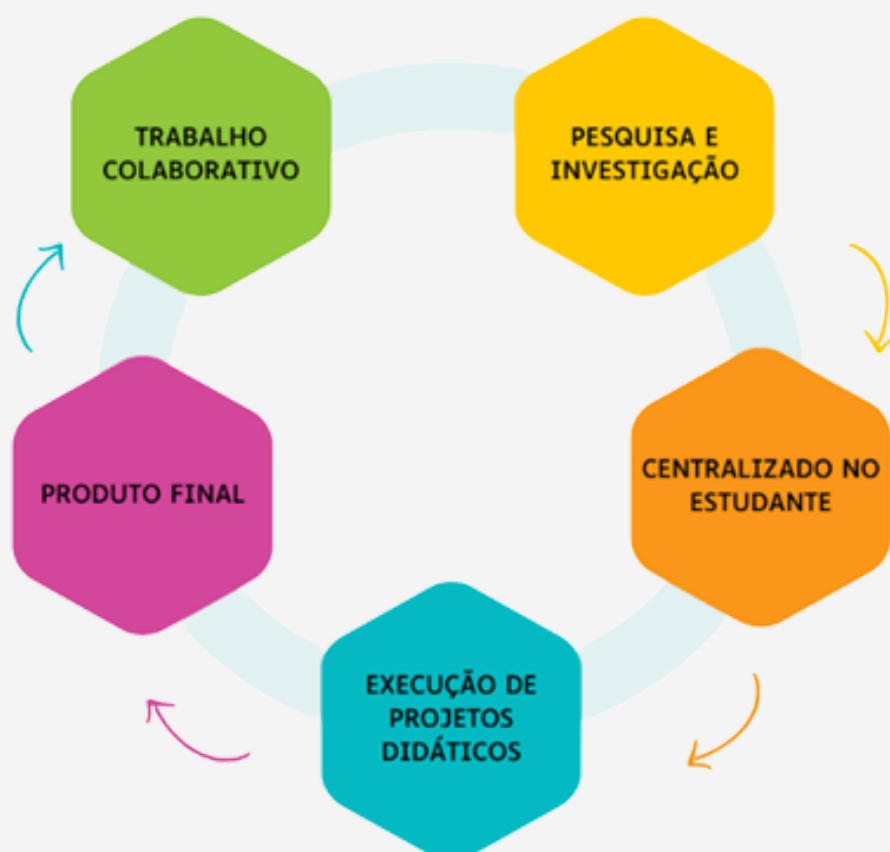 TRABALHO
COLABORATIVO
PESQUISA E
INVESTIGAÇÃO
CENTRALIZADO NO
ESTUDANTE
EXECUÇÃO DE
PROJETOS
DIDÁTICOS
PRODUTO FINAL